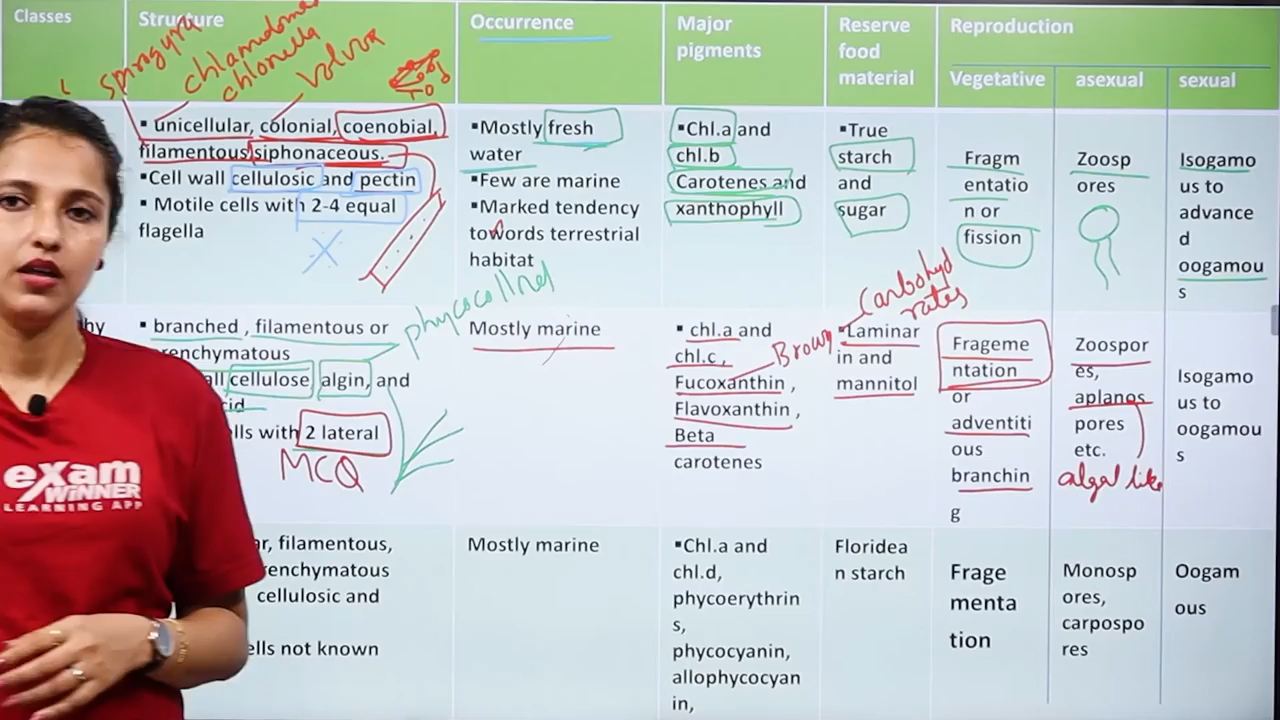 Classes
Structure
Occurrence
Major
pigments
Reserve
food
material
Reproduction
Vegetative
asexual
sexual
spirogyra
chlorella
volvox
▪ unicellular, colonial, coenobial,
filamentous siphonaceous.
▪Cell wall cellulosic and pectin
▪ Motile cells with 2-4 equal
flagella
▪Mostly fresh
water
▪Few are marine
▪Marked tendency
towords terrestrial
habitat
▪Chl.a and
chl.b
Carotenes and
xanthophyll
▪True
starch
and
sugar
Fragm
entatio
n or
fission
Zoosp
ores
Isogamo
us to
advance
d
oogamou
s
hy
▪ branched , filamentous or
renchymatous
all cellulose algin, and
cid
ells with 2 lateral
MCQ
Mostly marine
▪ chl.a and
chl.c ,
Fucoxanthin ,
Flavoxanthin ,
Beta
carotenes
Brown
Carbohyd
rates
▪Laminar
in and
mannitol
Frageme
ntation
or
adventiti
ous
branchin
g
Zoospor
es,
aplanos
pores
etc.
algal like
Isogamo
us to
oogamou
s
ar, filamentous,
renchymatous
cellulosic and
ells not known
Mostly marine
▪Chl.a and
chl.d,
phycoerythrin
s,
phycocyanin,
allophycocyan
in,
Floridea
n starch
Frage
menta
tion
Monosp
ores,
carpospo
res
Oogam
ous
eXam
WiNNER
LEARNING APP